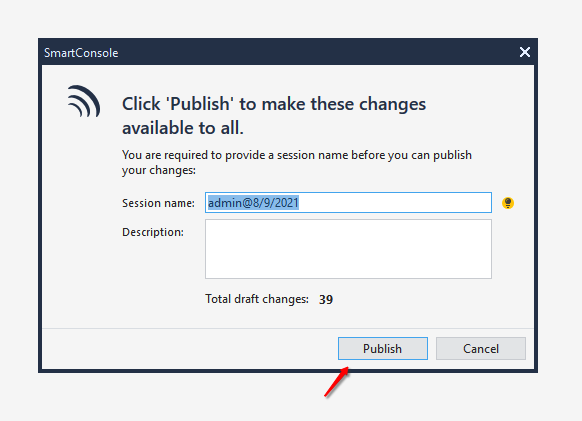 SmartConsole
Click 'Publish' to make these changes
available to all.
You are required to provide a session name before you can publish
your changes:
Session name: admin@8/9/2021
Description:
Total draft changes: 39
Publish Cancel